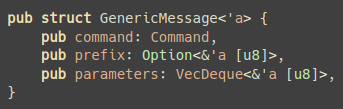 pub struct GenericMessage<'a> {
    pub command: Command,
    pub prefix: Option<&'a [u8]>,
    pub parameters: VecDeque<&'a [u8]>,
}